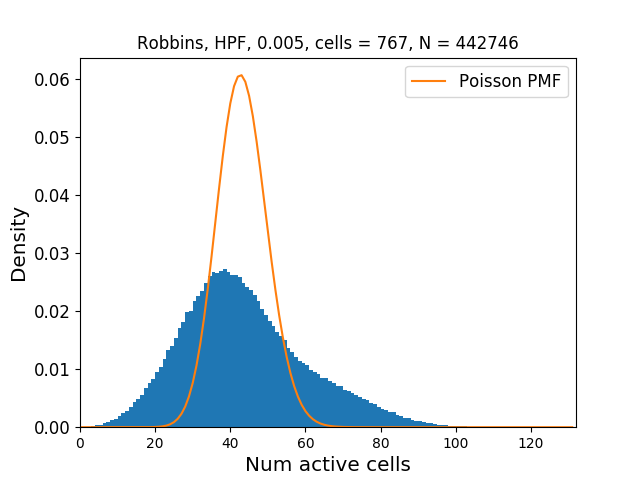 Robbins, HPF, 0.005, cells = 767, N = 442746
Poisson PMF
0.06
0.05
0.04
0.03
0.02
0.01
0.00
Density
0 20 40 60 80 100 120
Num active cells